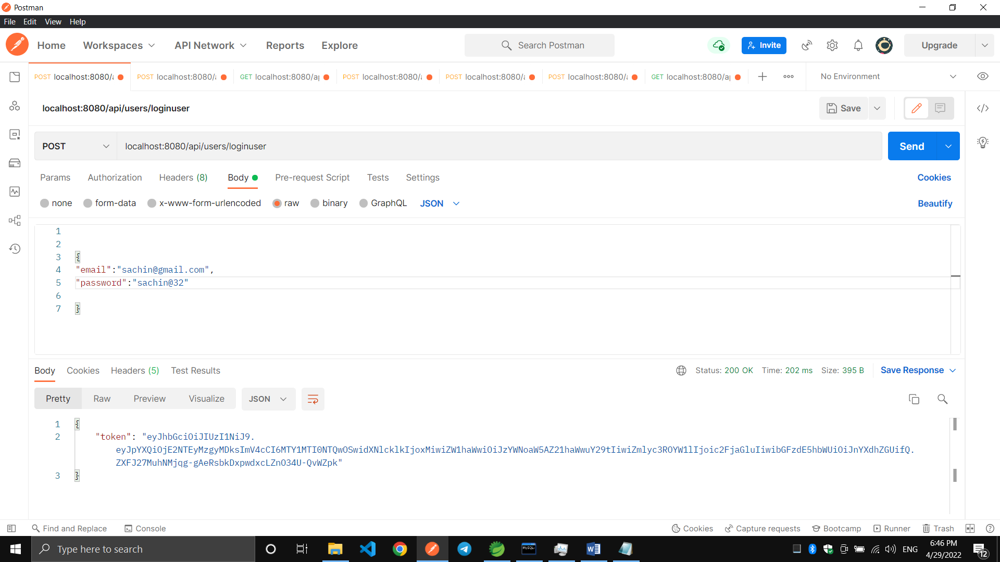 Postman
File Edit View Help
Home Workspaces API Network Reports Explore Search Postman Invite Upgrade
POST localhost:8080/a POST localhost:8080/a GET localhost:8080/ap POST localhost:8080/a POST localhost:8080/a POST localhost:8080/a GET localhost:8080/ap No Environment
localhost:8080/api/users/loginuser Save
POST localhost:8080/api/users/loginuser Send
Params Authorization Headers (8) Body Pre-request Script Tests Settings Cookies
none form-data x-www-form-urlencoded raw binary GraphQL JSON Beautify
1
2
3 {
4 "email":"sachin@gmail.com",
5 "password":"sachin@32"
6
7 }
Body Cookies Headers (5) Test Results Status: 200 OK Time: 202 ms Size: 395 B Save Response
Pretty Raw Preview Visualize JSON
1 {
2 "token": "eyJhbGciOiJIUzI1NiJ9.
eyJpYXQiOjE2NTEyMzgyMDksImV4cCI6MTY1MTI0NTQwOSwidXNlcklkIjoxMiwiZW1haWwiOiJzYWNoaW5AZ21haWwuY29tIiwiZmlyc3ROYW1lIjoic2FjaGluIiwibGFzdE5hbWUiOiJnYXdhZGUifQ.
ZXFJ27MuhNMjqg-gAeRsbkDxpwdxcLZnO34U-QvWZpk"
3 }
Find and Replace Console Cookies Capture requests Bootcamp Runner Trash
Type here to search MySQL ENG 6:46 PM
4/29/2022 12